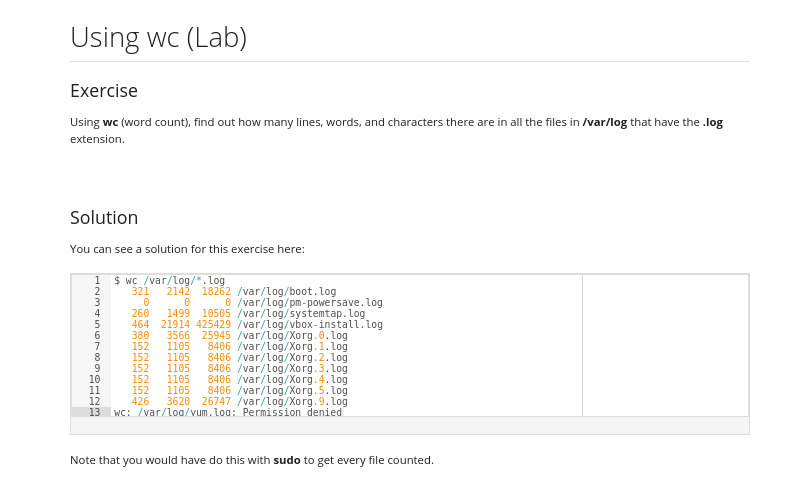 Using wc (Lab)
Exercise
Using wc (word count), find out how many lines, words, and characters there are in all the files in /var/log that have the .log
extension.
Solution
You can see a solution for this exercise here:
1 $ wc /var/log/*.log
2    321   2142  18262 /var/log/boot.log
3      0      0      0 /var/log/pm-powersave.log
4    260   1499  10505 /var/log/systemtap.log
5    464  21914 425429 /var/log/vbox-install.log
6    380   3566  25945 /var/log/Xorg.0.log
7    152   1105   8406 /var/log/Xorg.1.log
8    152   1105   8406 /var/log/Xorg.2.log
9    152   1105   8406 /var/log/Xorg.3.log
10    152   1105   8406 /var/log/Xorg.4.log
11    152   1105   8406 /var/log/Xorg.5.log
12    426   3620  26747 /var/log/Xorg.9.log
13 wc: /var/log/yum.log: Permission denied
Note that you would have do this with sudo to get every file counted.